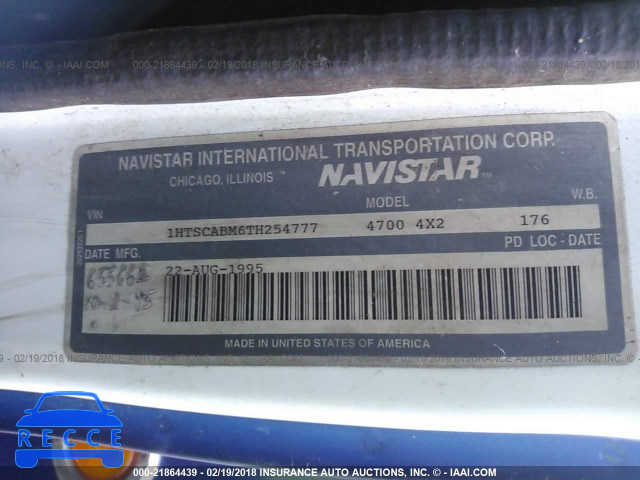 000-21864439 - 02/19/2018 INSURANCE AUTO AUCTIONS, INC. - © IAAI.COM
NAVISTAR INTERNATIONAL TRANSPORTATION CORP.
CHICAGO, ILLINOIS
NAVISTAR
VIN
MODEL
W.B.
1HTSCABM6TH254777
4700 4X2
176
DATE MFG.
PD LOC - DATE
22-AUG-1995
MADE IN UNITED STATES OF AMERICA
RECCE
000-21864439 - 02/19/2018 INSURANCE AUTO AUCTIONS, INC. - © IAAI.COM